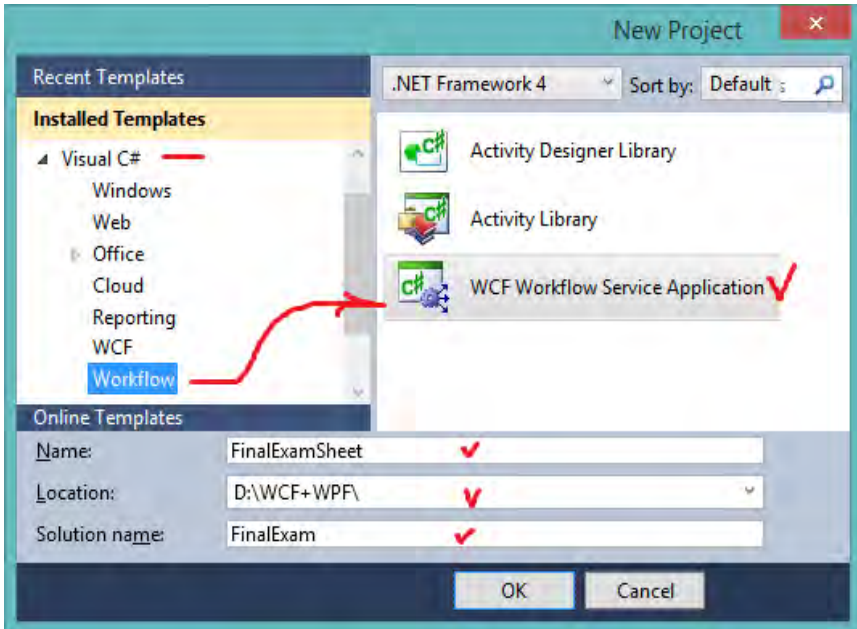 New Project
Recent Templates
Installed Templates
Visual C#
Windows
Web
Office
Cloud
Reporting
WCF
Workflow
Online Templates
.NET Framework 4
Sort by: Default
Activity Designer Library
Activity Library
WCF Workflow Service Application
Name: FinalExamSheet
Location: D:\WCF+WPF\
Solution name: FinalExam
OK Cancel